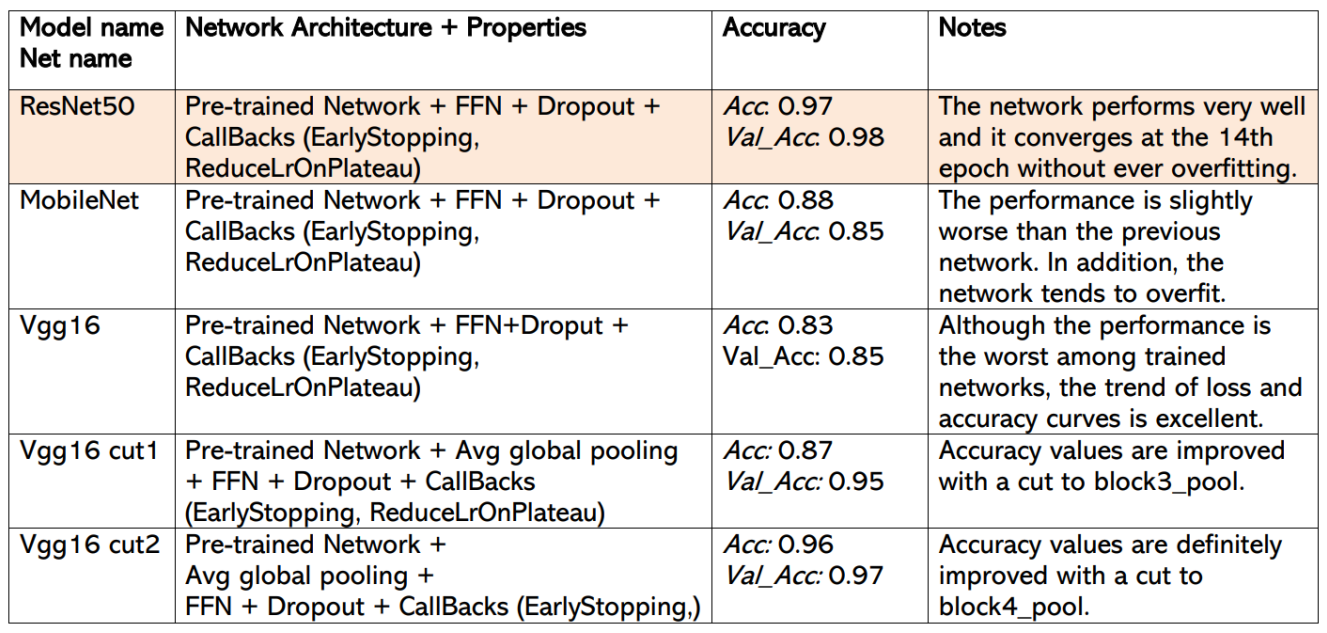 Model name
Net name
Network Architecture + Properties
Accuracy
Notes
ResNet50
Pre-trained Network + FFN + Dropout +
CallBacks (EarlyStopping,
ReduceLrOnPlateau)
Acc: 0.97
Val_Acc: 0.98
The network performs very well
and it converges at the 14th
epoch without ever overfitting.
MobileNet
Pre-trained Network + FFN + Dropout +
CallBacks (EarlyStopping,
ReduceLrOnPlateau)
Acc: 0.88
Val_Acc: 0.85
The performance is slightly
worse than the previous
network. In addition, the
network tends to overfit.
Vgg16
Pre-trained Network + FFN+Droput +
CallBacks (EarlyStopping,
ReduceLrOnPlateau)
Acc: 0.83
Val_Acc: 0.85
Although the performance is
the worst among trained
networks, the trend of loss and
accuracy curves is excellent.
Vgg16 cut1
Pre-trained Network + Avg global pooling
+ FFN + Dropout + CallBacks
(EarlyStopping, ReduceLrOnPlateau)
Acc: 0.87
Val_Acc: 0.95
Accuracy values are improved
with a cut to block3_pool.
Vgg16 cut2
Pre-trained Network +
Avg global pooling +
FFN + Dropout + CallBacks (EarlyStopping,)
Acc: 0.96
Val_Acc: 0.97
Accuracy values are definitely
improved with a cut to
block4_pool.